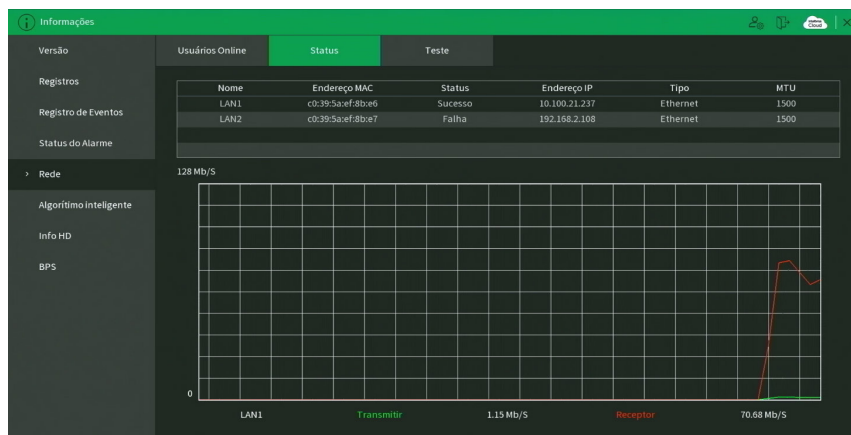 Informações
Cloud
Versão
Registros
Registro de Eventos
Status do Alarme
Rede
Algorítimo inteligente
Info HD
BPS
Usuários Online Status Teste
Nome Endereço MAC Status Endereço IP Tipo MTU
LAN1 c0:39:5a:ef:8b:e6 Sucesso 10.100.21.237 Ethernet 1500
LAN2 c0:39:5a:ef:8b:e7 Falha 192.168.2.108 Ethernet 1500
128 Mb/S
0
LAN1 Transmitir 1.15 Mb/S Receptor 70.68 Mb/S